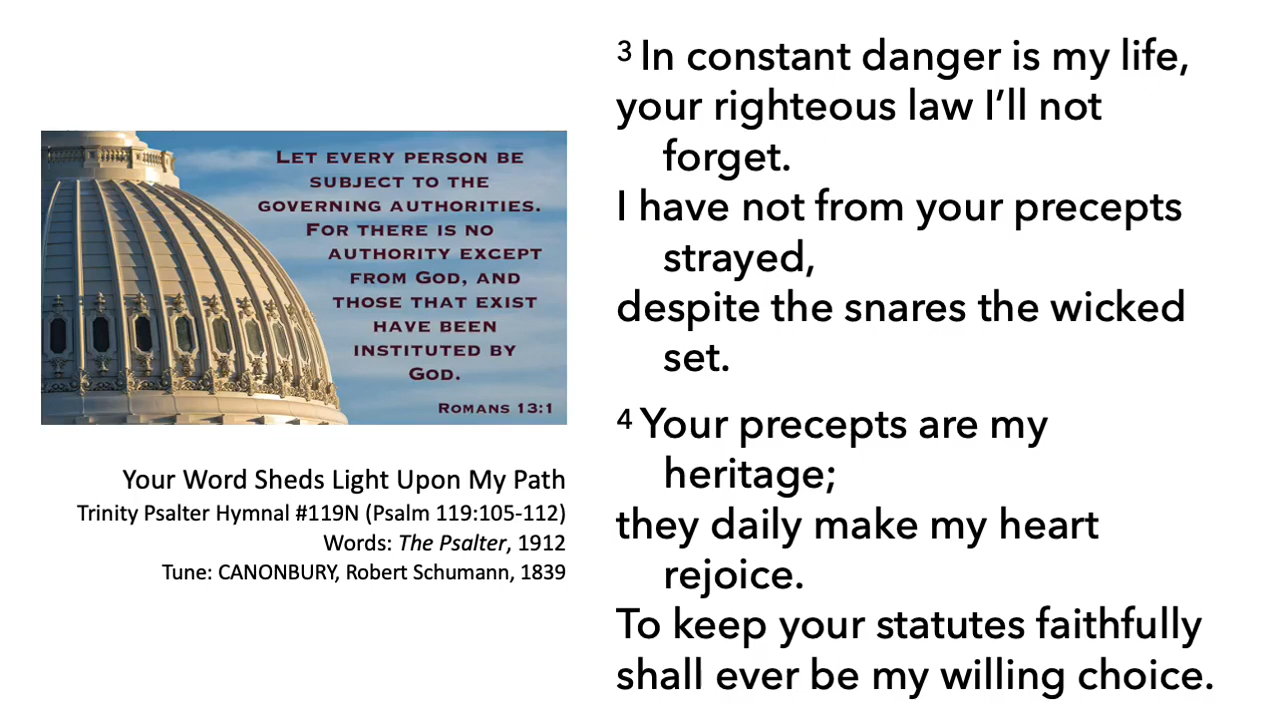 LET EVERY PERSON BE
SUBJECT TO THE
GOVERNING AUTHORITIES.
FOR THERE IS NO
AUTHORITY EXCEPT
FROM GOD, AND
THOSE THAT EXIST
HAVE BEEN
INSTITUTED BY
GOD.
ROMANS 13:1
Your Word Sheds Light Upon My Path
Trinity Psalter Hymnal #119N (Psalm 119:105-112)
Words: The Psalter, 1912
Tune: CANONBURY, Robert Schumann, 1839
3 In constant danger is my life,
your righteous law I’ll not
forget.
I have not from your precepts
strayed,
despite the snares the wicked
set.
4 Your precepts are my
heritage;
they daily make my heart
rejoice.
To keep your statutes faithfully
shall ever be my willing choice.